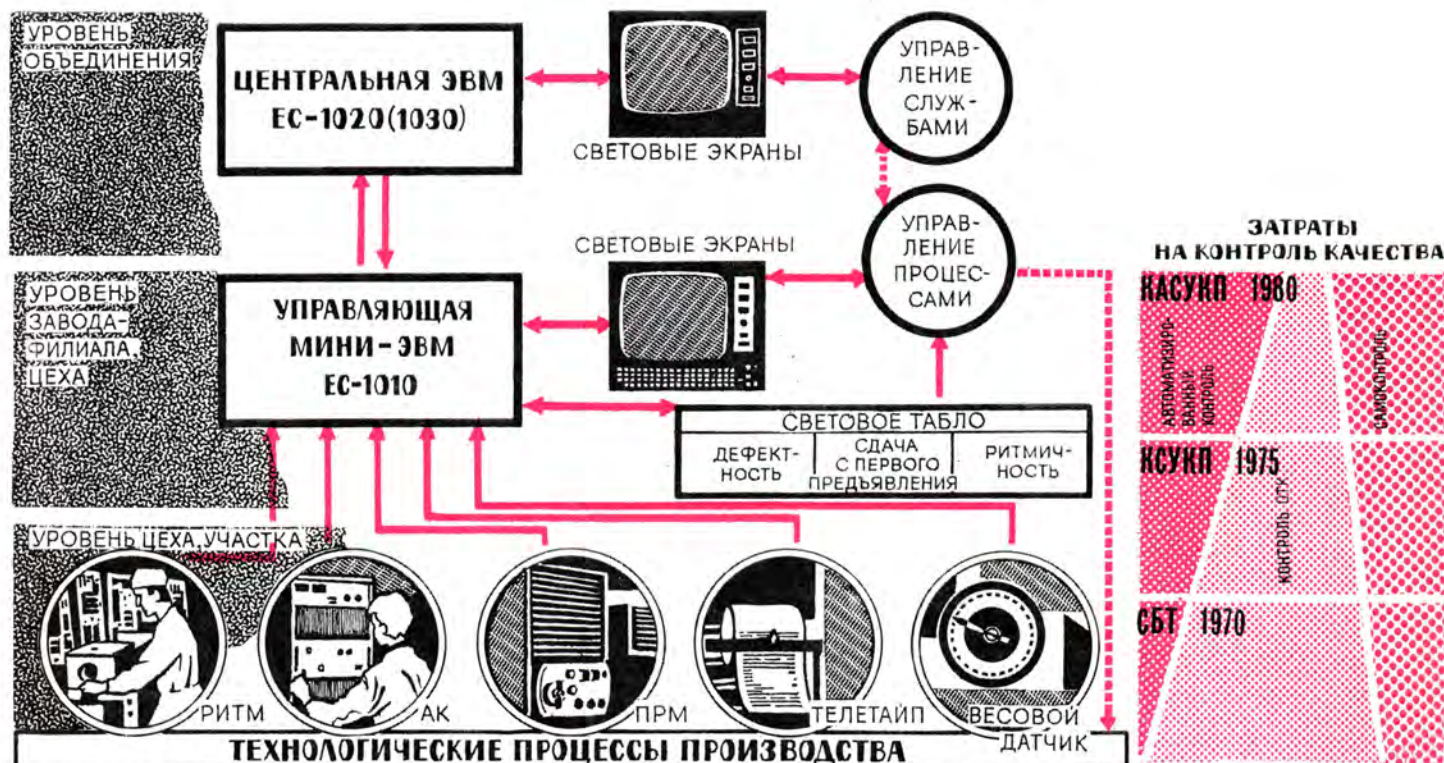 УРОВЕНЬ
ОБЪЕДИНЕНИЯ
ЦЕНТРАЛЬНАЯ ЭВМ
ЕС-1020(1030)
СВЕТОВЫЕ ЭКРАНЫ
УПРАВ-
ЛЕНИЕ
СЛУЖ-
БАМИ
УРОВЕНЬ
ЗАВОДА-
ФИЛИАЛА,
ЦЕХА
УПРАВЛЯЮЩАЯ
МИНИ-ЭВМ
ЕС-1010
СВЕТОВЫЕ ЭКРАНЫ
УПРАВ-
ЛЕНИЕ
ПРОЦЕС-
САМИ
СВЕТОВОЕ ТАБЛО
ДЕФЕКТ-
НОСТЬ
СДАЧА
С ПЕРВОГО
ПРЕДЪЯВЛЕНИЯ
РИТМИЧ-
НОСТЬ
УРОВЕНЬ ЦЕХА, УЧАСТКА
РИТМ
АК
ПРМ
ТЕЛЕТАЙП
ВЕСОВОЙ
ДАТЧИК
ТЕХНОЛОГИЧЕСКИЕ ПРОЦЕССЫ ПРОИЗВОДСТВА
ЗАТРАТЫ
НА КОНТРОЛЬ КАЧЕСТВА
КАСУКП 1980
АВТОМАТИЗИРО-
ВАННЫЙ
КОНТРОЛЬ
САМОКОНТРОЛЬ
КСУКП 1975
КОНТРОЛЬ ОТК
СБТ 1970